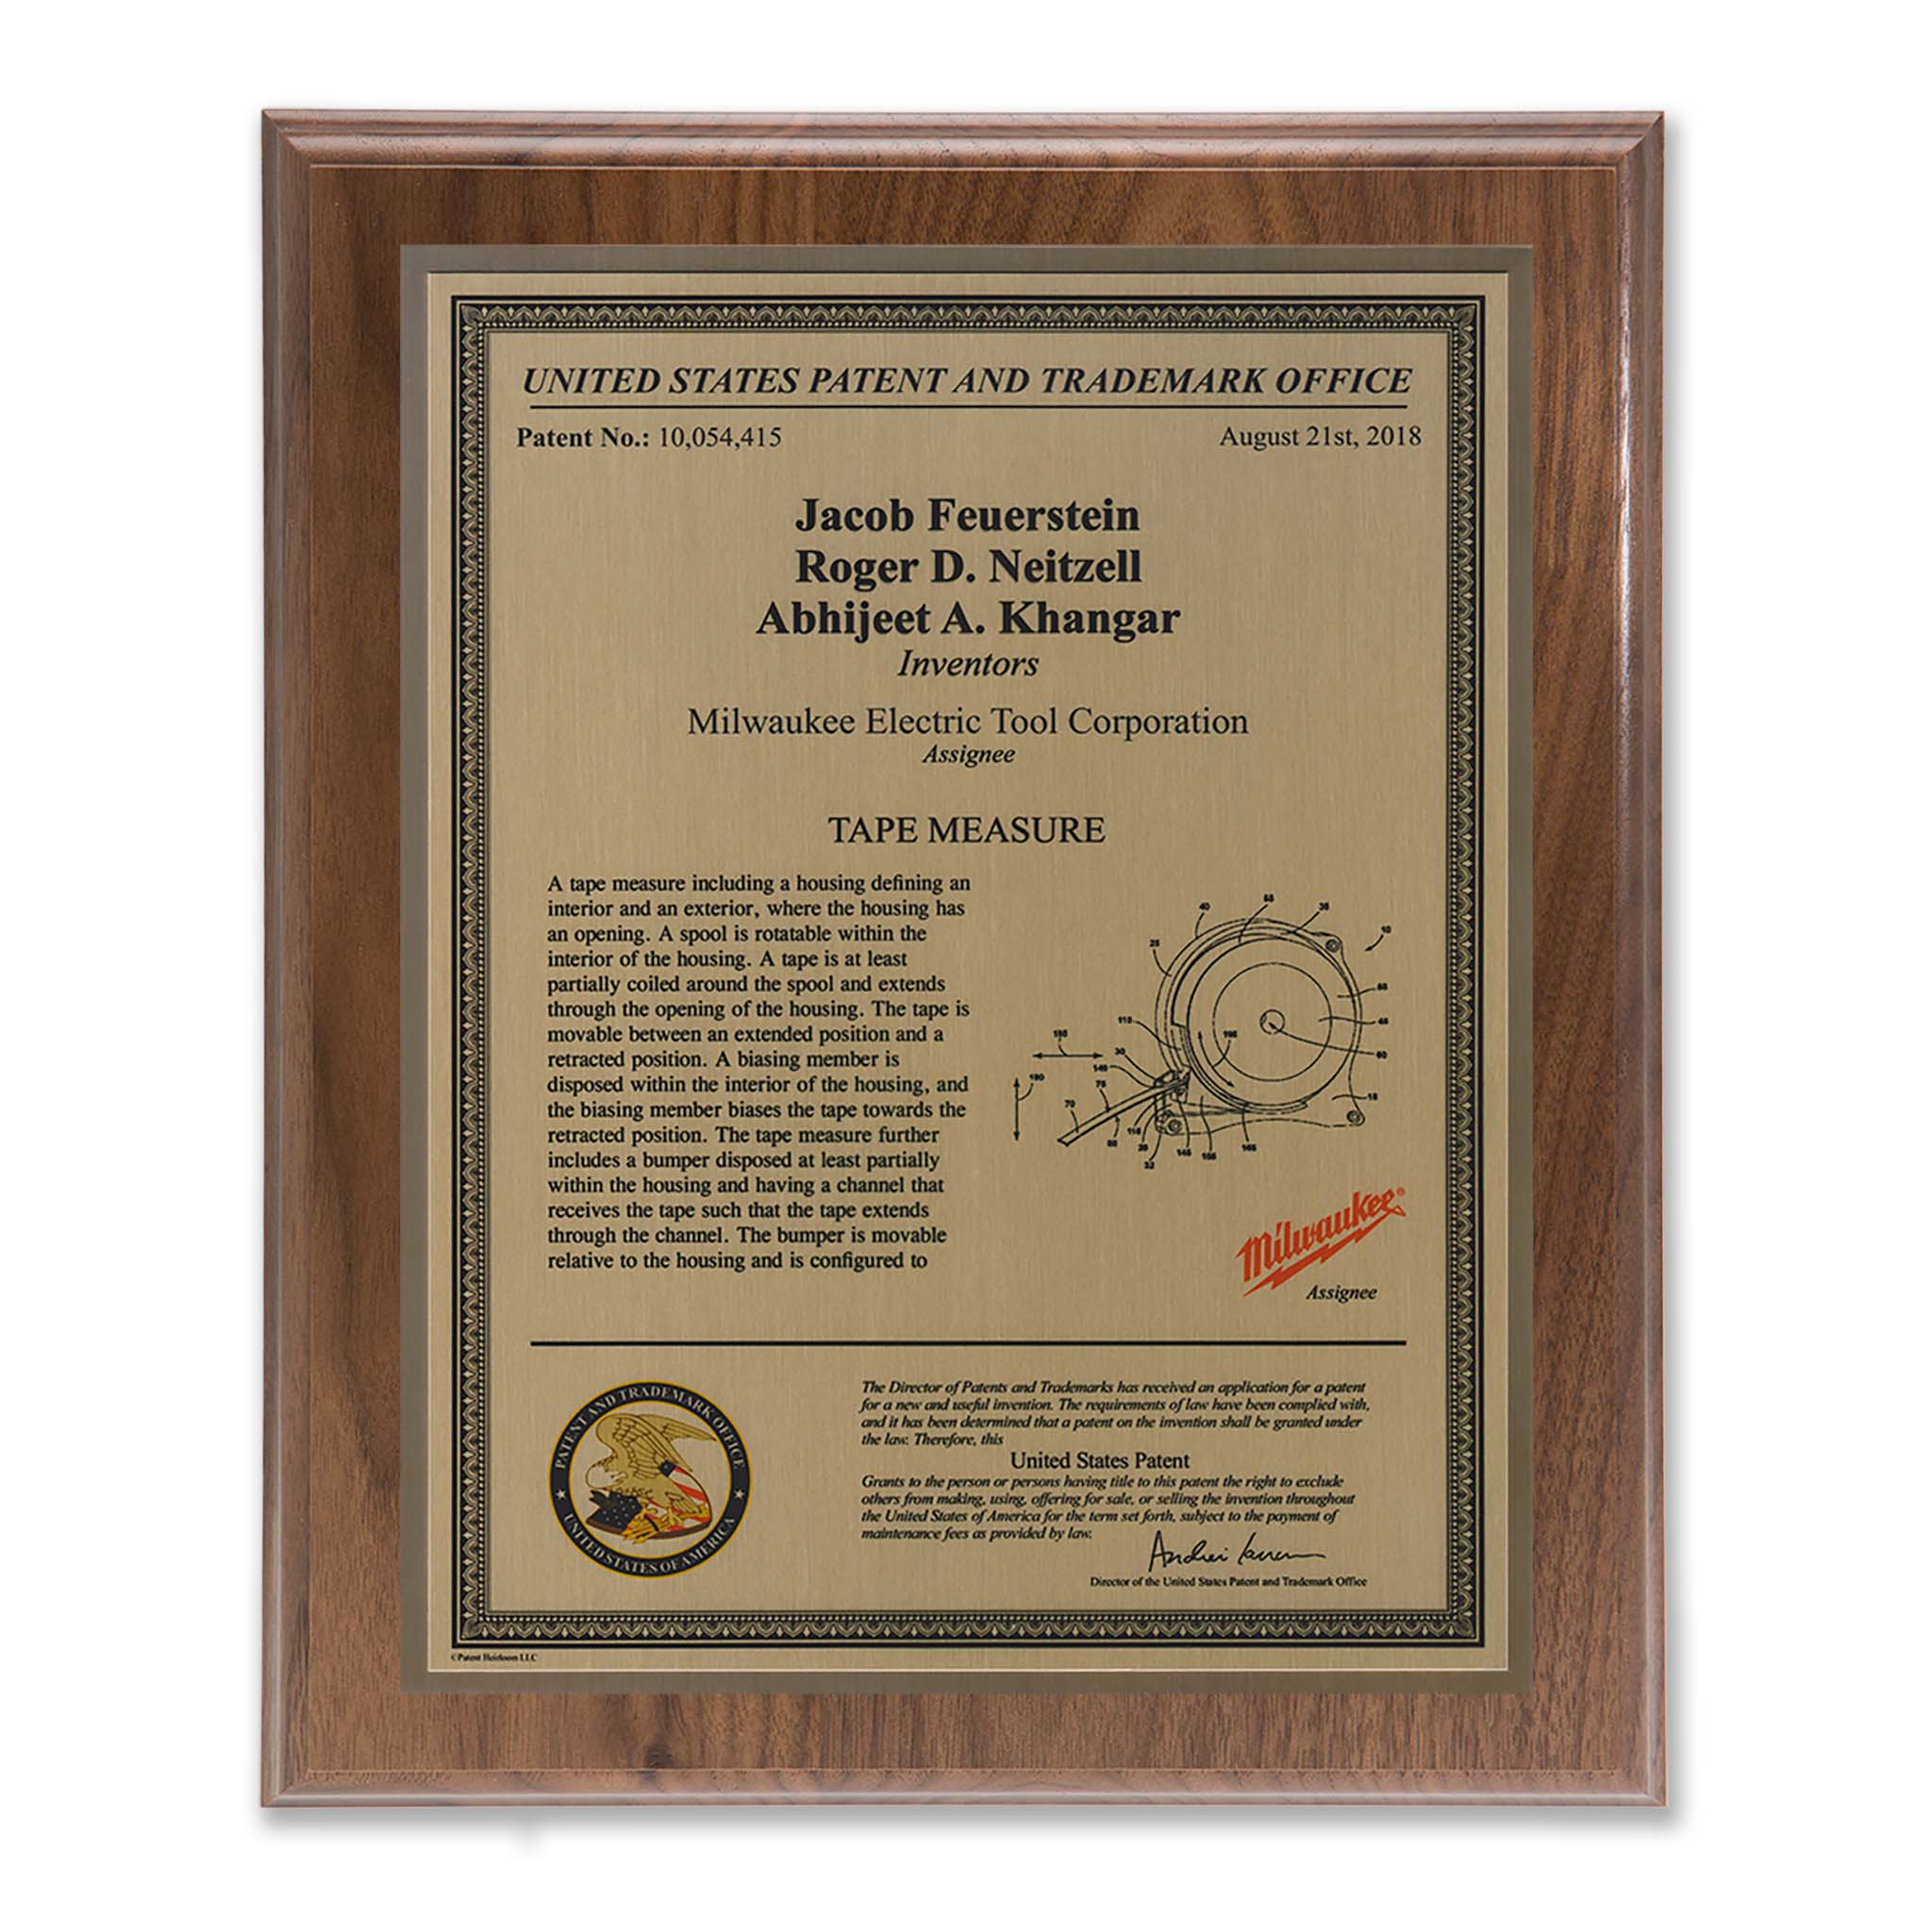 UNITED STATES PATENT AND TRADEMARK OFFICE
Patent No.: 10,054,415 August 21st, 2018
Jacob Feuerstein
Roger D. Neitzell
Abhijeet A. Khangar
Inventors
Milwaukee Electric Tool Corporation
Assignee
TAPE MEASURE
A tape measure including a housing defining an
interior and an exterior, where the housing has
an opening. A spool is rotatable within the
interior of the housing. A tape is at least
partially coiled around the spool and extends
through the opening of the housing. The tape is
movable between an extended position and a
retracted position. A biasing member is
disposed within the interior of the housing, and
the biasing member biases the tape towards the
retracted position. The tape measure further
includes a bumper disposed at least partially
within the housing and having a channel that
receives the tape such that the tape extends
through the channel. The bumper is movable
relative to the housing and is configured to
40
35
10
25
110
30
75
70
190
18
32
Milwaukee®
Assignee
PATENT AND TRADEMARK OFFICE
UNITED STATES OF AMERICA
The Director of Patents and Trademarks has received an application for a patent
for a new and useful invention. The requirements of law have been complied with,
and it has been determined that a patent on the invention shall be granted under
the law. Therefore, this
United States Patent
Grants to the person or persons having title to this patent the right to exclude
others from making, using, offering for sale, or selling the invention throughout
the United States of America for the term set forth, subject to the payment of
maintenance fees as provided by law.
Andrei Iancu
Director of the United States Patent and Trademark Office
©Patent Heirloom LLC